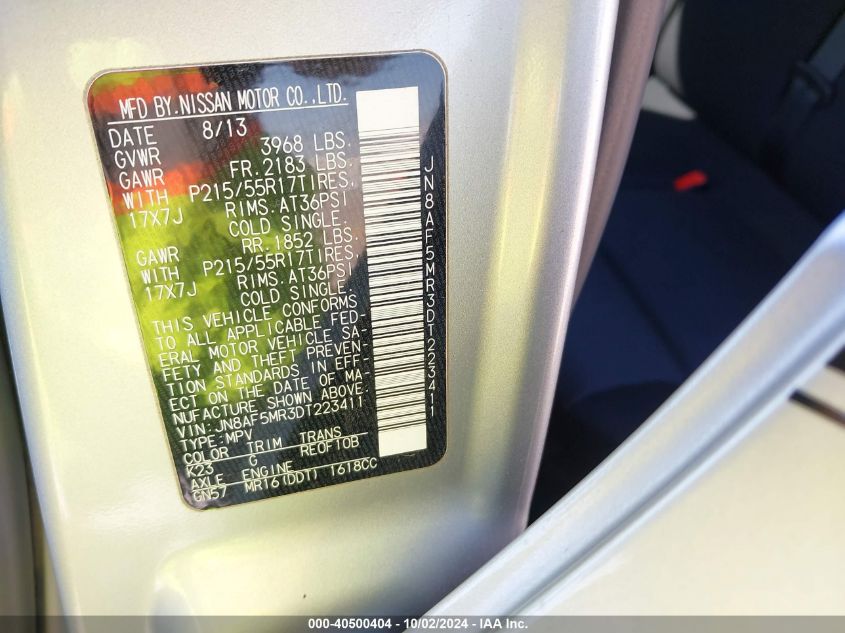 MFD BY.NISSAN MOTOR CO.,LTD.
DATE 8/13
GVWR 3968 LBS.
GAWR FR.2183 LBS.
WITH P215/55R17TIRES.
17X7J RIMS.AT36PSI
COLD SINGLE.
GAWR RR.1852 LBS.
WITH P215/55R17TIRES.
17X7J RIMS.AT36PSI
COLD SINGLE.
THIS VEHICLE CONFORMS
TO ALL APPLICABLE FED-
ERAL MOTOR VEHICLE SA-
FETY AND THEFT PREVEN-
TION STANDARDS IN EFF-
ECT ON THE DATE OF MA-
NUFACTURE SHOWN ABOVE.
VIN:JN8AF5MR3DT223411
TYPE:MPV
COLOR TRIM TRANS
K23 G RE0F10B
AXLE ENGINE
GN57 MR16(DDT) 1618CC
JN8AF5MR3DT223411
000-40500404 - 10/02/2024 - IAA Inc.